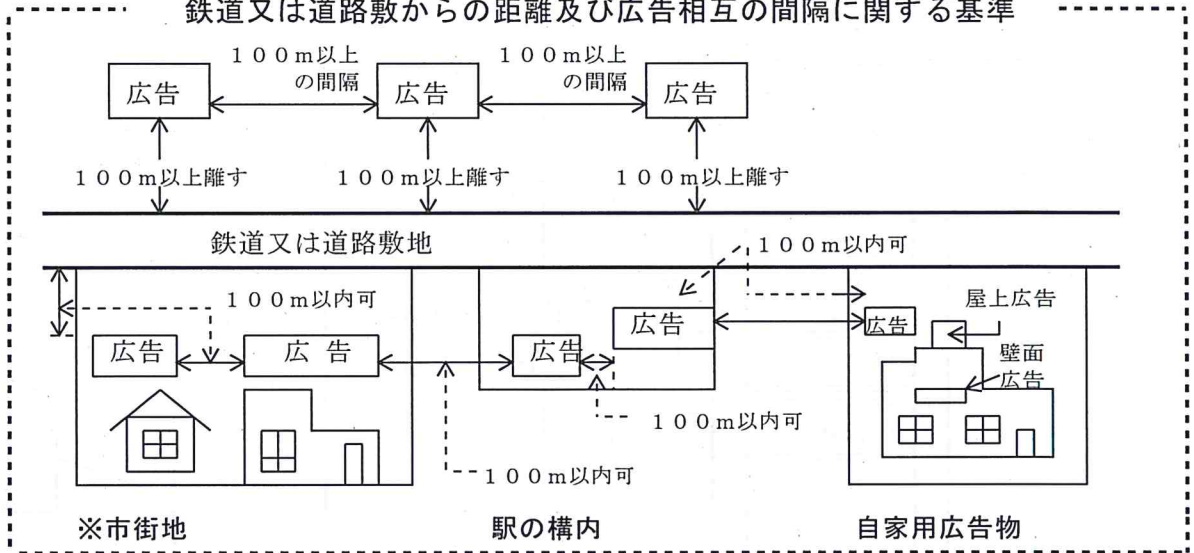 鉄道又は道路敷からの距離及び広告相互の間隔に関する基準
１００ｍ以上
の間隔
１００ｍ以上
の間隔
広告
広告
広告
１００ｍ以上離す
１００ｍ以上離す
１００ｍ以上離す
鉄道又は道路敷地
１００ｍ以内可
１００ｍ以内可
屋上広告
広告
広告
広告
広 告
広告
壁面
広告
１００ｍ以内可
１００ｍ以内可
※市街地
駅の構内
自家用広告物